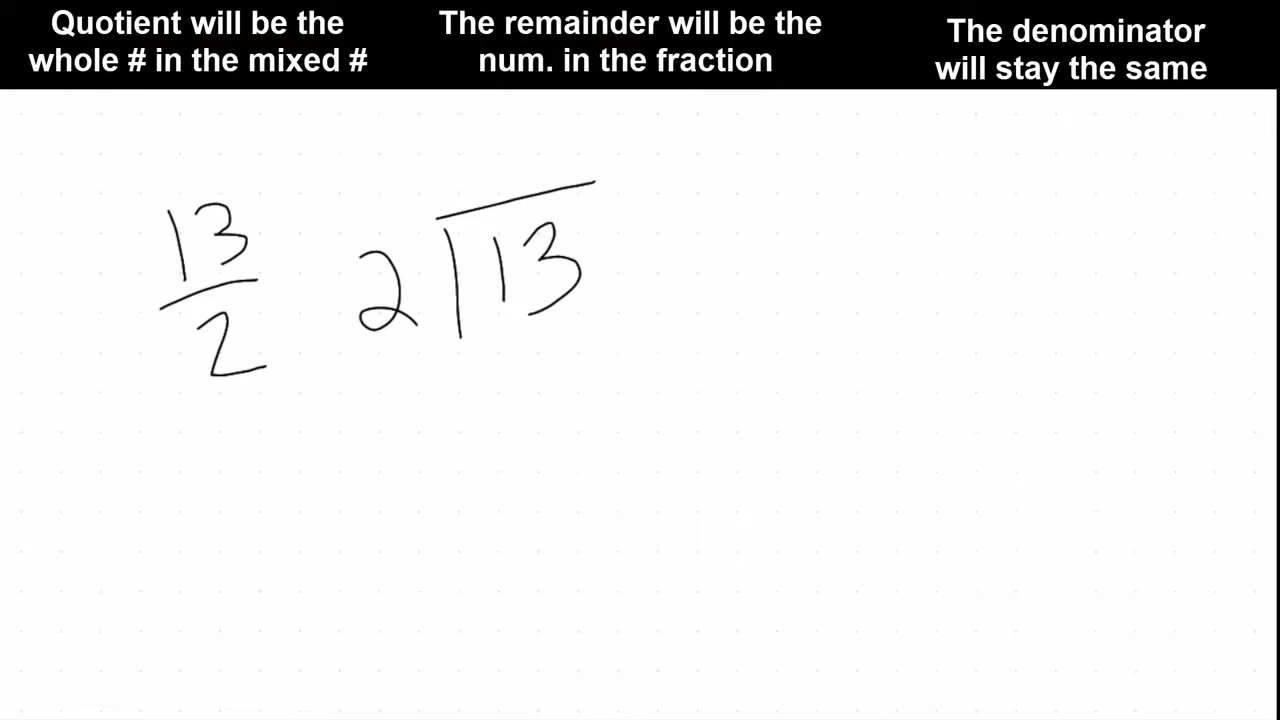 Quotient will be the
whole # in the mixed #
The remainder will be the
num. in the fraction
The denominator
will stay the same
13
2
2 13